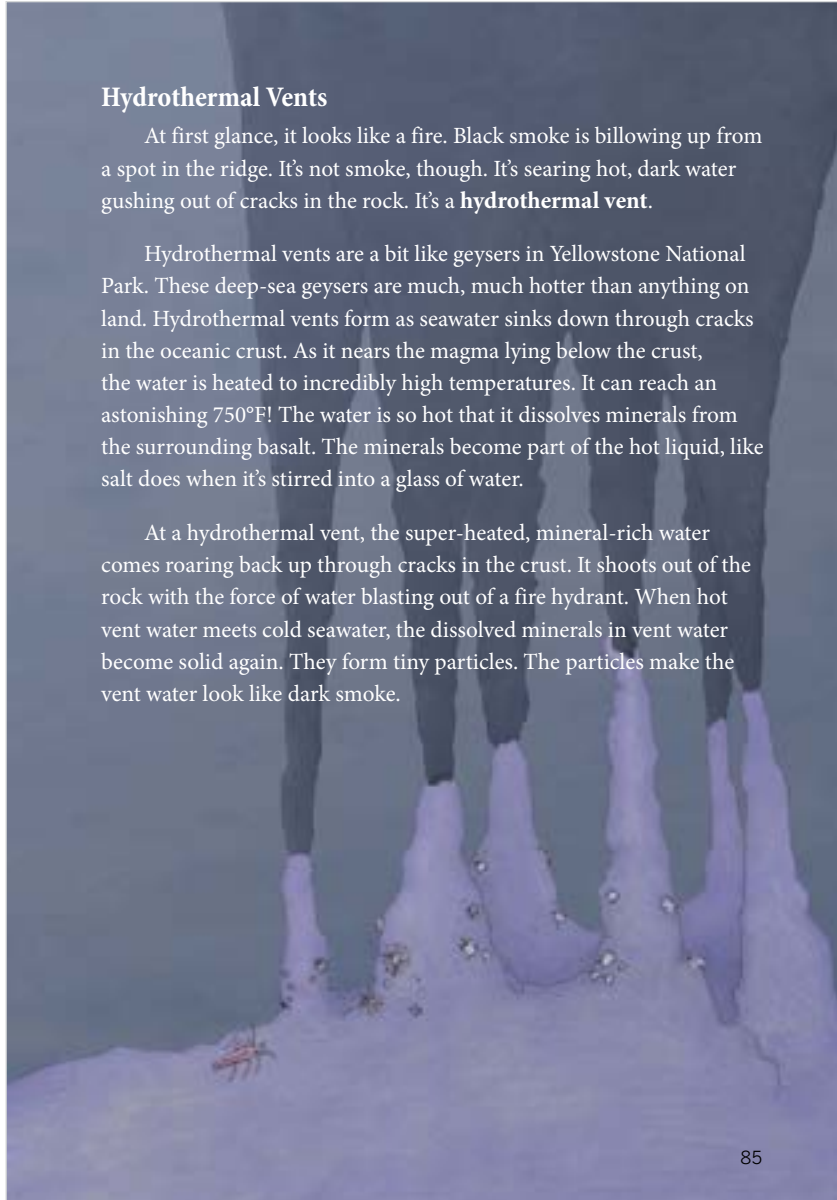 Hydrothermal Vents
At first glance, it looks like a fire. Black smoke is billowing up from
a spot in the ridge. It’s not smoke, though. It’s searing hot, dark water
gushing out of cracks in the rock. It’s a hydrothermal vent.
Hydrothermal vents are a bit like geysers in Yellowstone National
Park. These deep-sea geysers are much, much hotter than anything on
land. Hydrothermal vents form as seawater sinks down through cracks
in the oceanic crust. As it nears the magma lying below the crust,
the water is heated to incredibly high temperatures. It can reach an
astonishing 750°F! The water is so hot that it dissolves minerals from
the surrounding basalt. The minerals become part of the hot liquid, like
salt does when it’s stirred into a glass of water.
At a hydrothermal vent, the super-heated, mineral-rich water
comes roaring back up through cracks in the crust. It shoots out of the
rock with the force of water blasting out of a fire hydrant. When hot
vent water meets cold seawater, the dissolved minerals in vent water
become solid again. They form tiny particles. The particles make the
vent water look like dark smoke.
85